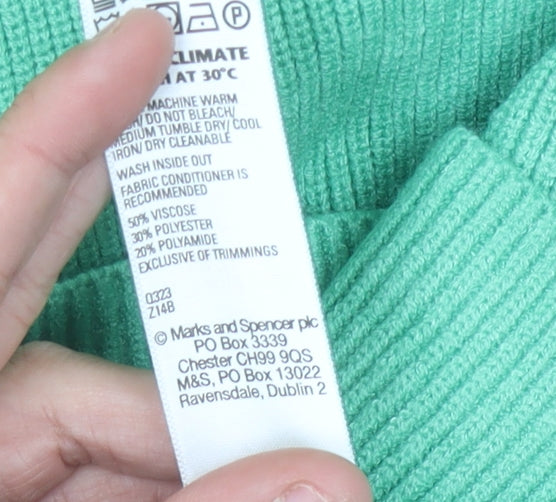 P
CLIMATE
AT 30°C
MACHINE WARM
DO NOT BLEACH/
MEDIUM TUMBLE DRY/ COOL
IRON/ DRY CLEANABLE
WASH INSIDE OUT
FABRIC CONDITIONER IS
RECOMMENDED
50% VISCOSE
30% POLYESTER
20% POLYAMIDE
EXCLUSIVE OF TRIMMINGS
0323
Z14B
© Marks and Spencer plc
PO Box 3339
Chester CH99 9QS
M&S, PO Box 13022
Ravensdale, Dublin 2